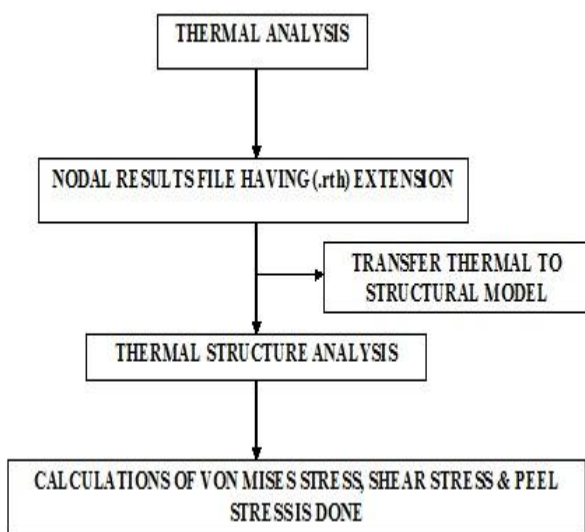 THERMAL ANALYSIS
NODAL RESULTS FILE HAVING (.rth) EXTENSION
TRANSFER THERMAL TO
STRUCTURAL MODEL
THERMAL STRUCTURE ANALYSIS
CALCULATIONS OF VON MISES STRESS, SHEAR STRESS & PEEL
STRESS IS DONE